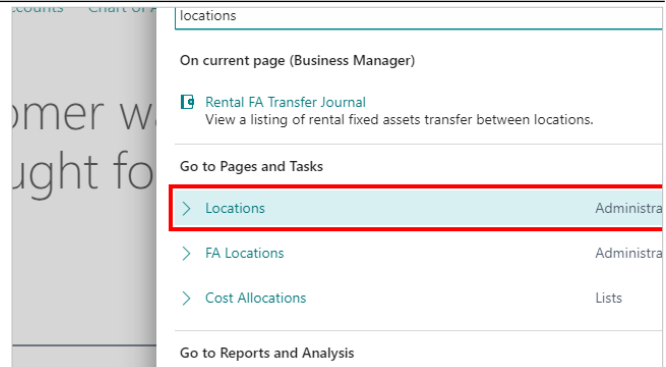 locations
On current page (Business Manager)
Rental FA Transfer Journal
View a listing of rental fixed assets transfer between locations.
Go to Pages and Tasks
Locations
FA Locations
Cost Allocations
Lists
Go to Reports and Analysis